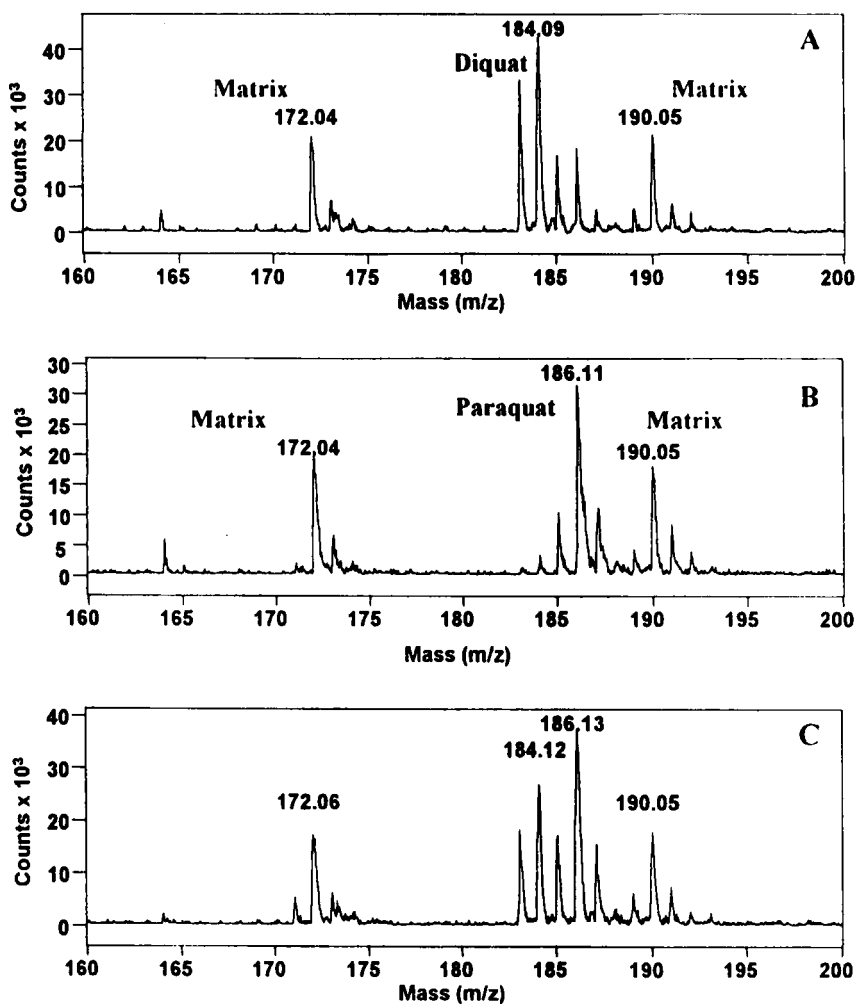 A
184.09
Diquat
Matrix
172.04
Matrix
190.05
Counts x 10³
40
30
20
10
0
160 165 170 175 180 185 190 195 200
Mass (m/z)
B
186.11
Paraquat
Matrix
172.04
Matrix
190.05
Counts x 10³
30
30
25
20
15
10
5
0
160 165 170 175 180 185 190 195 200
Mass (m/z)
C
186.13
184.12
172.06
190.05
Counts x 10³
40
30
20
10
0
160 165 170 175 180 185 190 195 200
Mass (m/z)